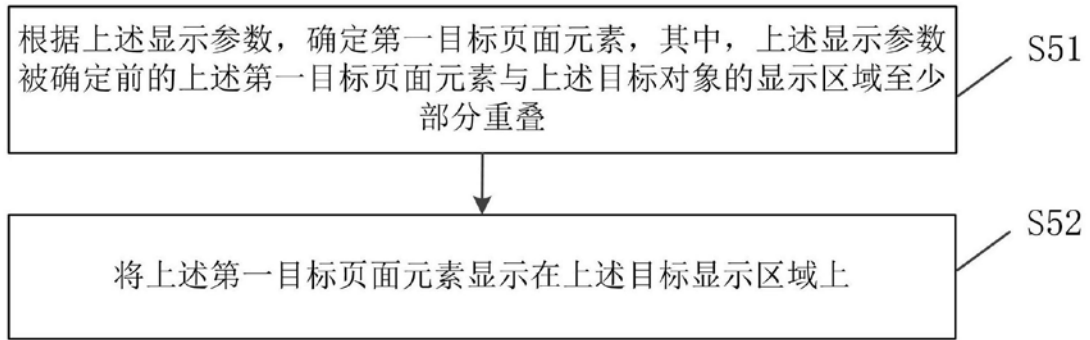 根据上述显示参数，确定第一目标页面元素，其中，上述显示参数
被确定前的上述第一目标页面元素与上述目标对象的显示区域至少
部分重叠
S51
将上述第一目标页面元素显示在上述目标显示区域上
S52